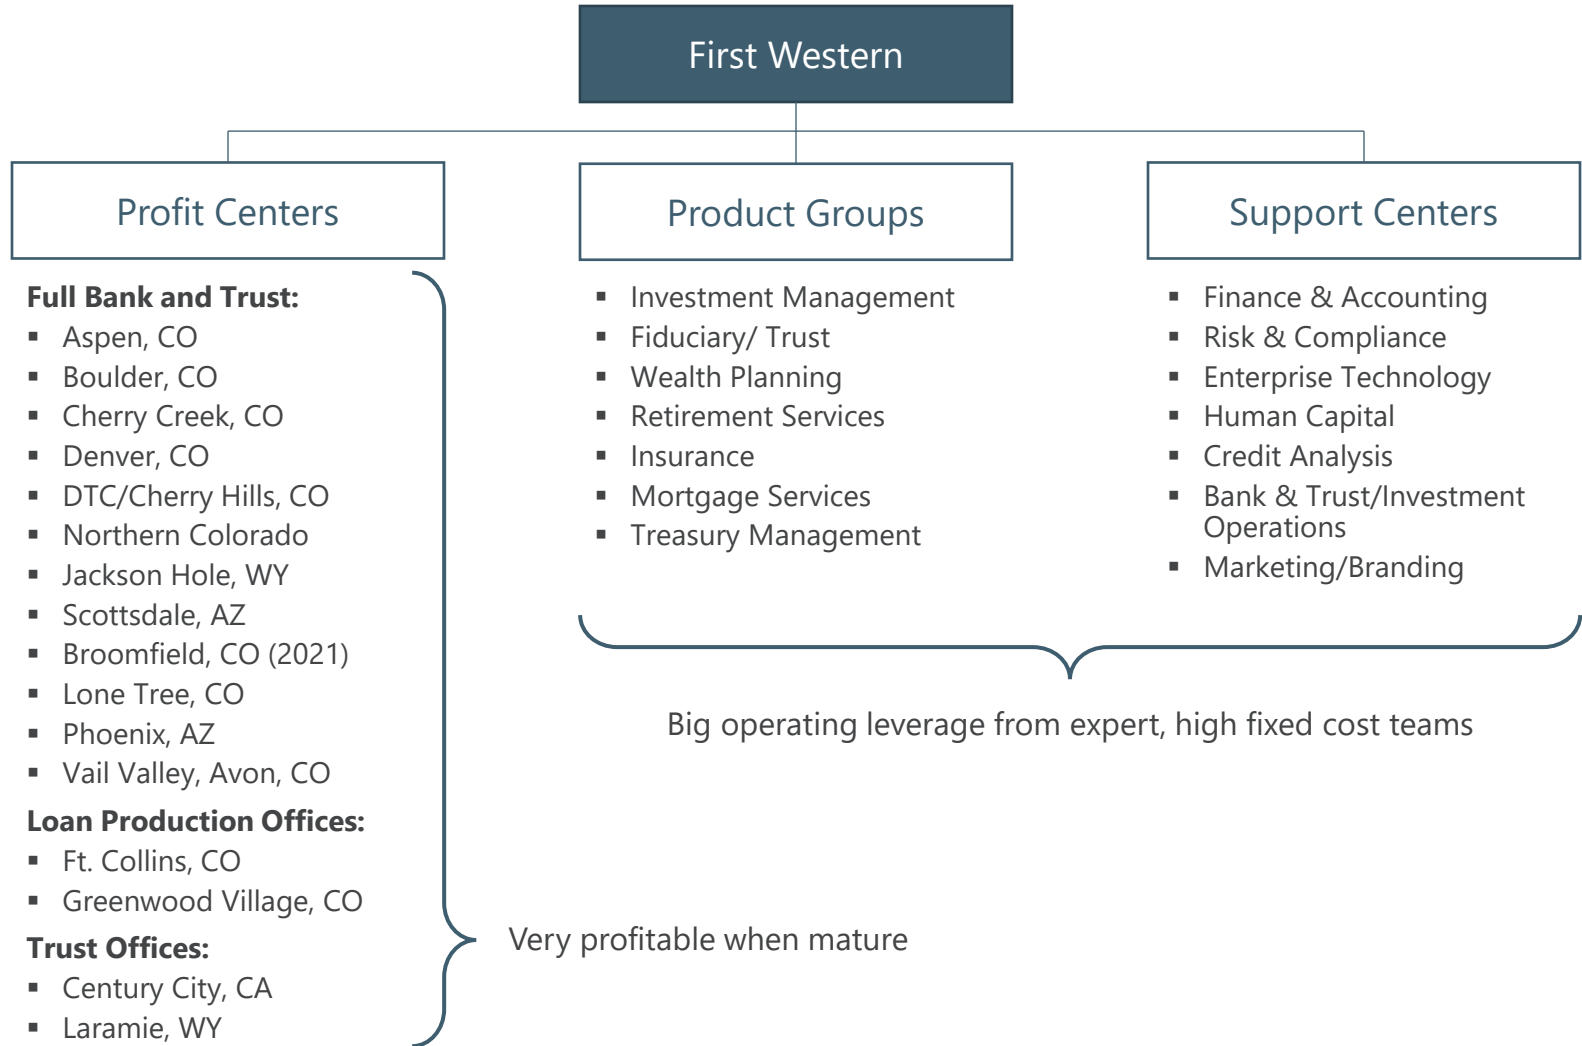 First Western
Profit Centers
Full Bank and Trust:
▪ Aspen, CO
▪ Boulder, CO
▪ Cherry Creek, CO
▪ Denver, CO
▪ DTC/Cherry Hills, CO
▪ Northern Colorado
▪ Jackson Hole, WY
▪ Scottsdale, AZ
▪ Broomfield, CO (2021)
▪ Lone Tree, CO
▪ Phoenix, AZ
▪ Vail Valley, Avon, CO
Loan Production Offices:
▪ Ft. Collins, CO
▪ Greenwood Village, CO
Trust Offices:
▪ Century City, CA
▪ Laramie, WY
Very profitable when mature
Product Groups
▪ Investment Management
▪ Fiduciary/ Trust
▪ Wealth Planning
▪ Retirement Services
▪ Insurance
▪ Mortgage Services
▪ Treasury Management
Support Centers
▪ Finance & Accounting
▪ Risk & Compliance
▪ Enterprise Technology
▪ Human Capital
▪ Credit Analysis
▪ Bank & Trust/Investment
Operations
▪ Marketing/Branding
Big operating leverage from expert, high fixed cost teams